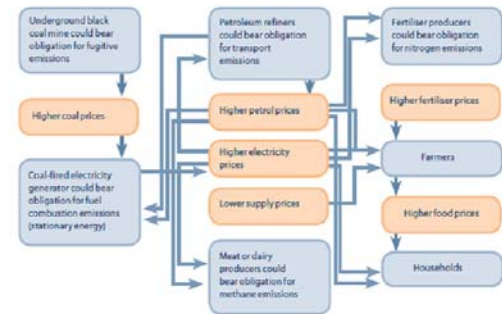 Underground black
coal mine could bear
obligation for fugitive
emissions
Higher coal prices
Coal-fired electricity
generator could bear
obligation for fuel
combustion emissions
(stationary energy)
Petroleum refiners
could bear obligation
for transport
emissions
Higher petrol prices
Higher electricity
prices
Lower supply prices
Meat or dairy
producers could
bear obligation for
methane emissions
Fertiliser producers
could bear obligation
for nitrogen emissions
Higher fertiliser prices
Farmers
Higher food prices
Households